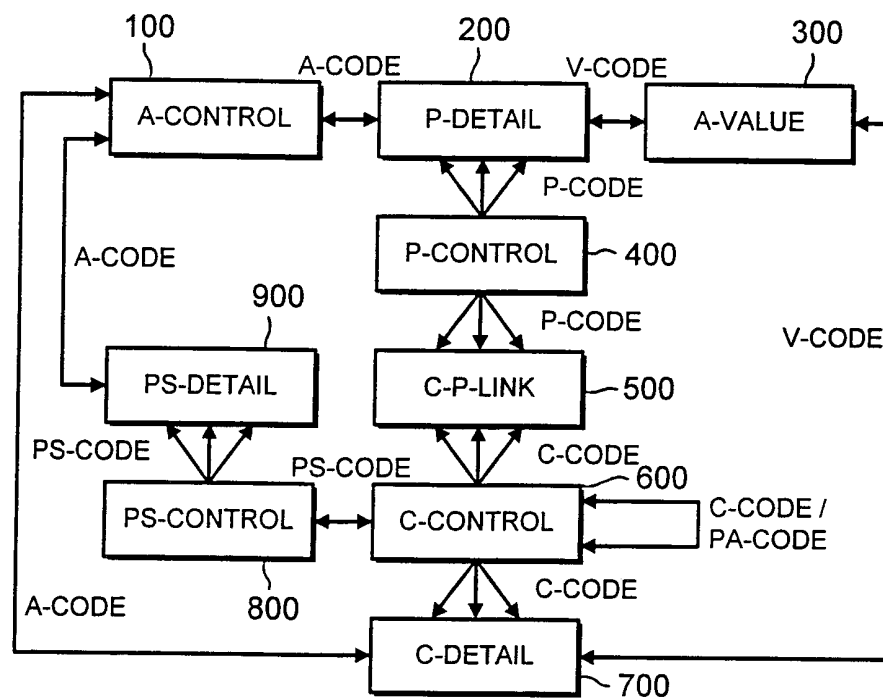 100
A-CODE
200
V-CODE
300
A-CONTROL
P-DETAIL
A-VALUE
P-CODE
P-CONTROL
400
A-CODE
900
P-CODE
V-CODE
PS-DETAIL
C-P-LINK
500
PS-CODE
PS-CODE
C-CODE
600
PS-CONTROL
C-CONTROL
C-CODE /
PA-CODE
800
A-CODE
C-CODE
C-DETAIL
700